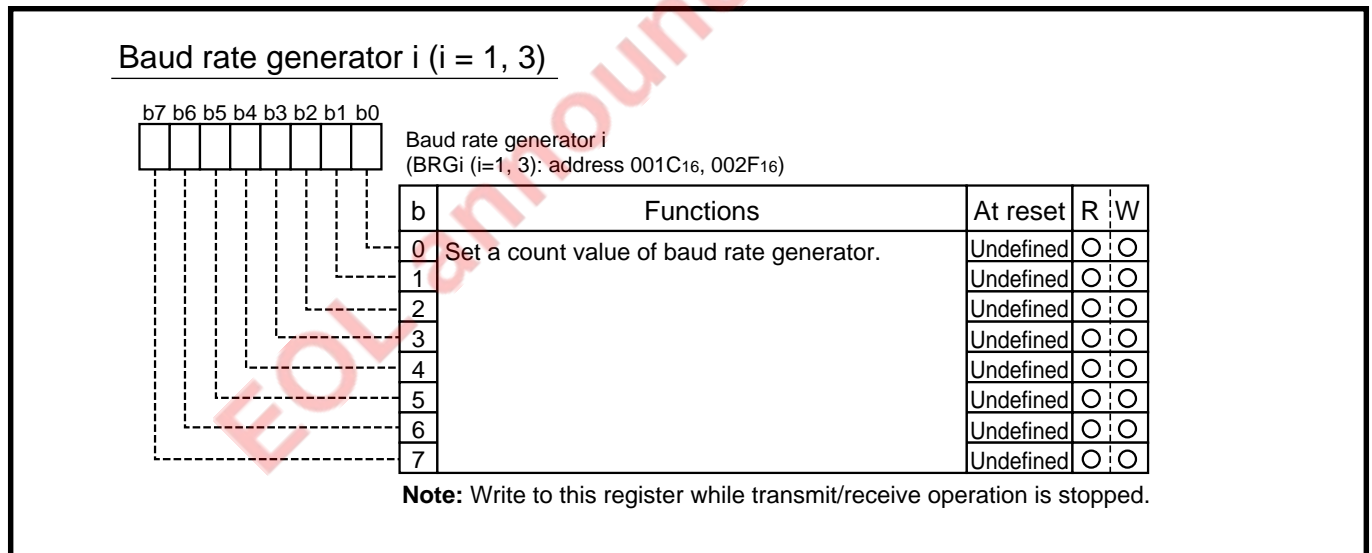 Baud rate generator i (i = 1, 3)
b7 b6 b5 b4 b3 b2 b1 b0
Baud rate generator i
(BRGi (i=1, 3): address 001C16, 002F16)
b Functions At reset R W
0 Set a count value of baud rate generator. Undefined O O
1 Undefined O O
2 Undefined O O
3 Undefined O O
4 Undefined O O
5 Undefined O O
6 Undefined O O
7 Undefined O O
Note: Write to this register while transmit/receive operation is stopped.
EOL announ